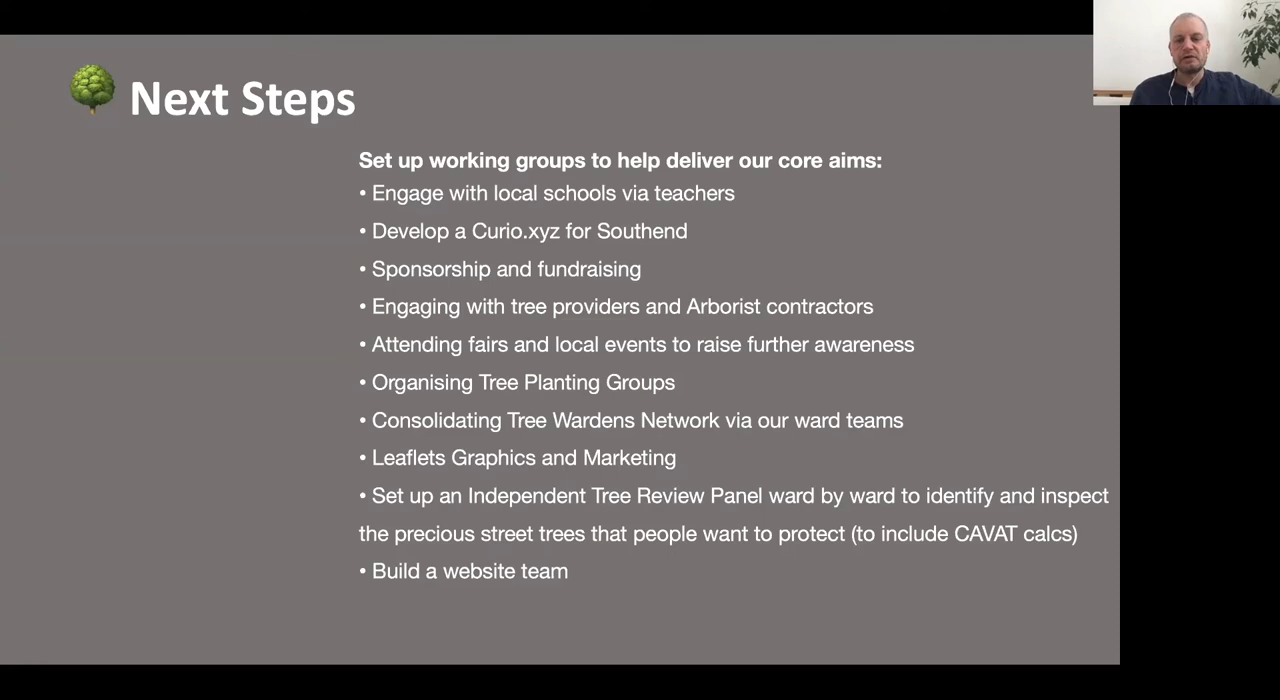 Next Steps
Set up working groups to help deliver our core aims:
• Engage with local schools via teachers
• Develop a Curio.xyz for Southend
• Sponsorship and fundraising
• Engaging with tree providers and Arborist contractors
• Attending fairs and local events to raise further awareness
• Organising Tree Planting Groups
• Consolidating Tree Wardens Network via our ward teams
• Leaflets Graphics and Marketing
• Set up an Independent Tree Review Panel ward by ward to identify and inspect
the precious street trees that people want to protect (to include CAVAT calcs)
• Build a website team